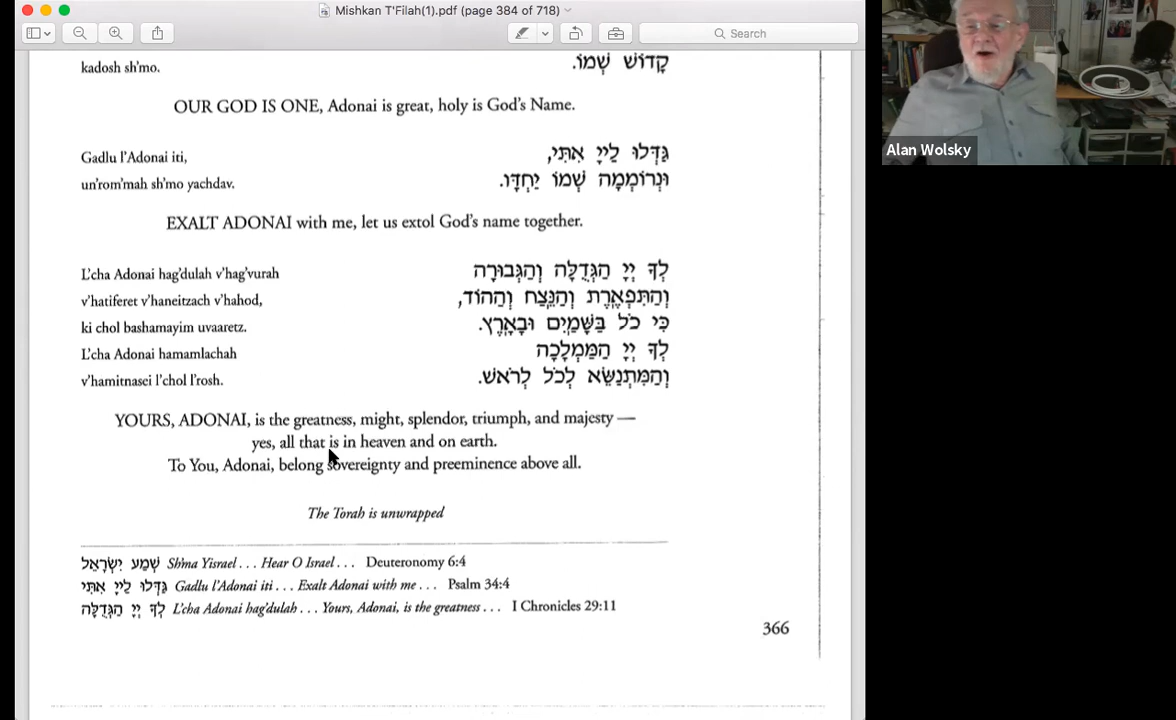 Mishkan T'Filah(1).pdf (page 384 of 718)
Search
Alan Wolsky
kadosh sh'mo.
קָדוֹשׁ שְׁמוֹ.
OUR GOD IS ONE, Adonai is great, holy is God's Name.
Gadlu l'Adonai iti,
un'rom'mah sh'mo yachdav.
גַּדְּלוּ לַייָ אִתִּי,
וּנְרוֹמְמָה שְׁמוֹ יַחְדָּו.
EXALT ADONAI with me, let us extol God's name together.
L'cha Adonai hag'dulah v'hag'vurah
v'hatiferet v'haneitzach v'hahod,
ki chol bashamayim uvaaretz.
L'cha Adonai hamamlachah
v'hamitnasei l'chol l'rosh.
לְךָ יְיָ הַגְּדֻלָּה וְהַגְּבוּרָה
וְהַתִּפְאֶֽרֶת וְהַנֵּֽצַח וְהַהוֹד,
כִּי כֹל בַּשָּׁמַֽיִם וּבָאָֽרֶץ.
לְךָ יְיָ הַמַּמְלָכָה
וְהַמִּתְנַשֵּׂא לְכֹל לְרֹאשׁ.
YOURS, ADONAI, is the greatness, might, splendor, triumph, and majesty —
yes, all that is in heaven and on earth.
To You, Adonai, belong sovereignty and preeminence above all.
The Torah is unwrapped
שְׁמַע יִשְׂרָאֵל Sh'ma Yisrael . . . Hear O Israel . . . Deuteronomy 6:4
גַּדְּלוּ לַייָ אִתִּי Gadlu l'Adonai iti . . . Exalt Adonai with me . . . Psalm 34:4
לְךָ יְיָ הַגְּדֻלָּה L'cha Adonai hag'dulah . . . Yours, Adonai, is the greatness . . . I Chronicles 29:11
366